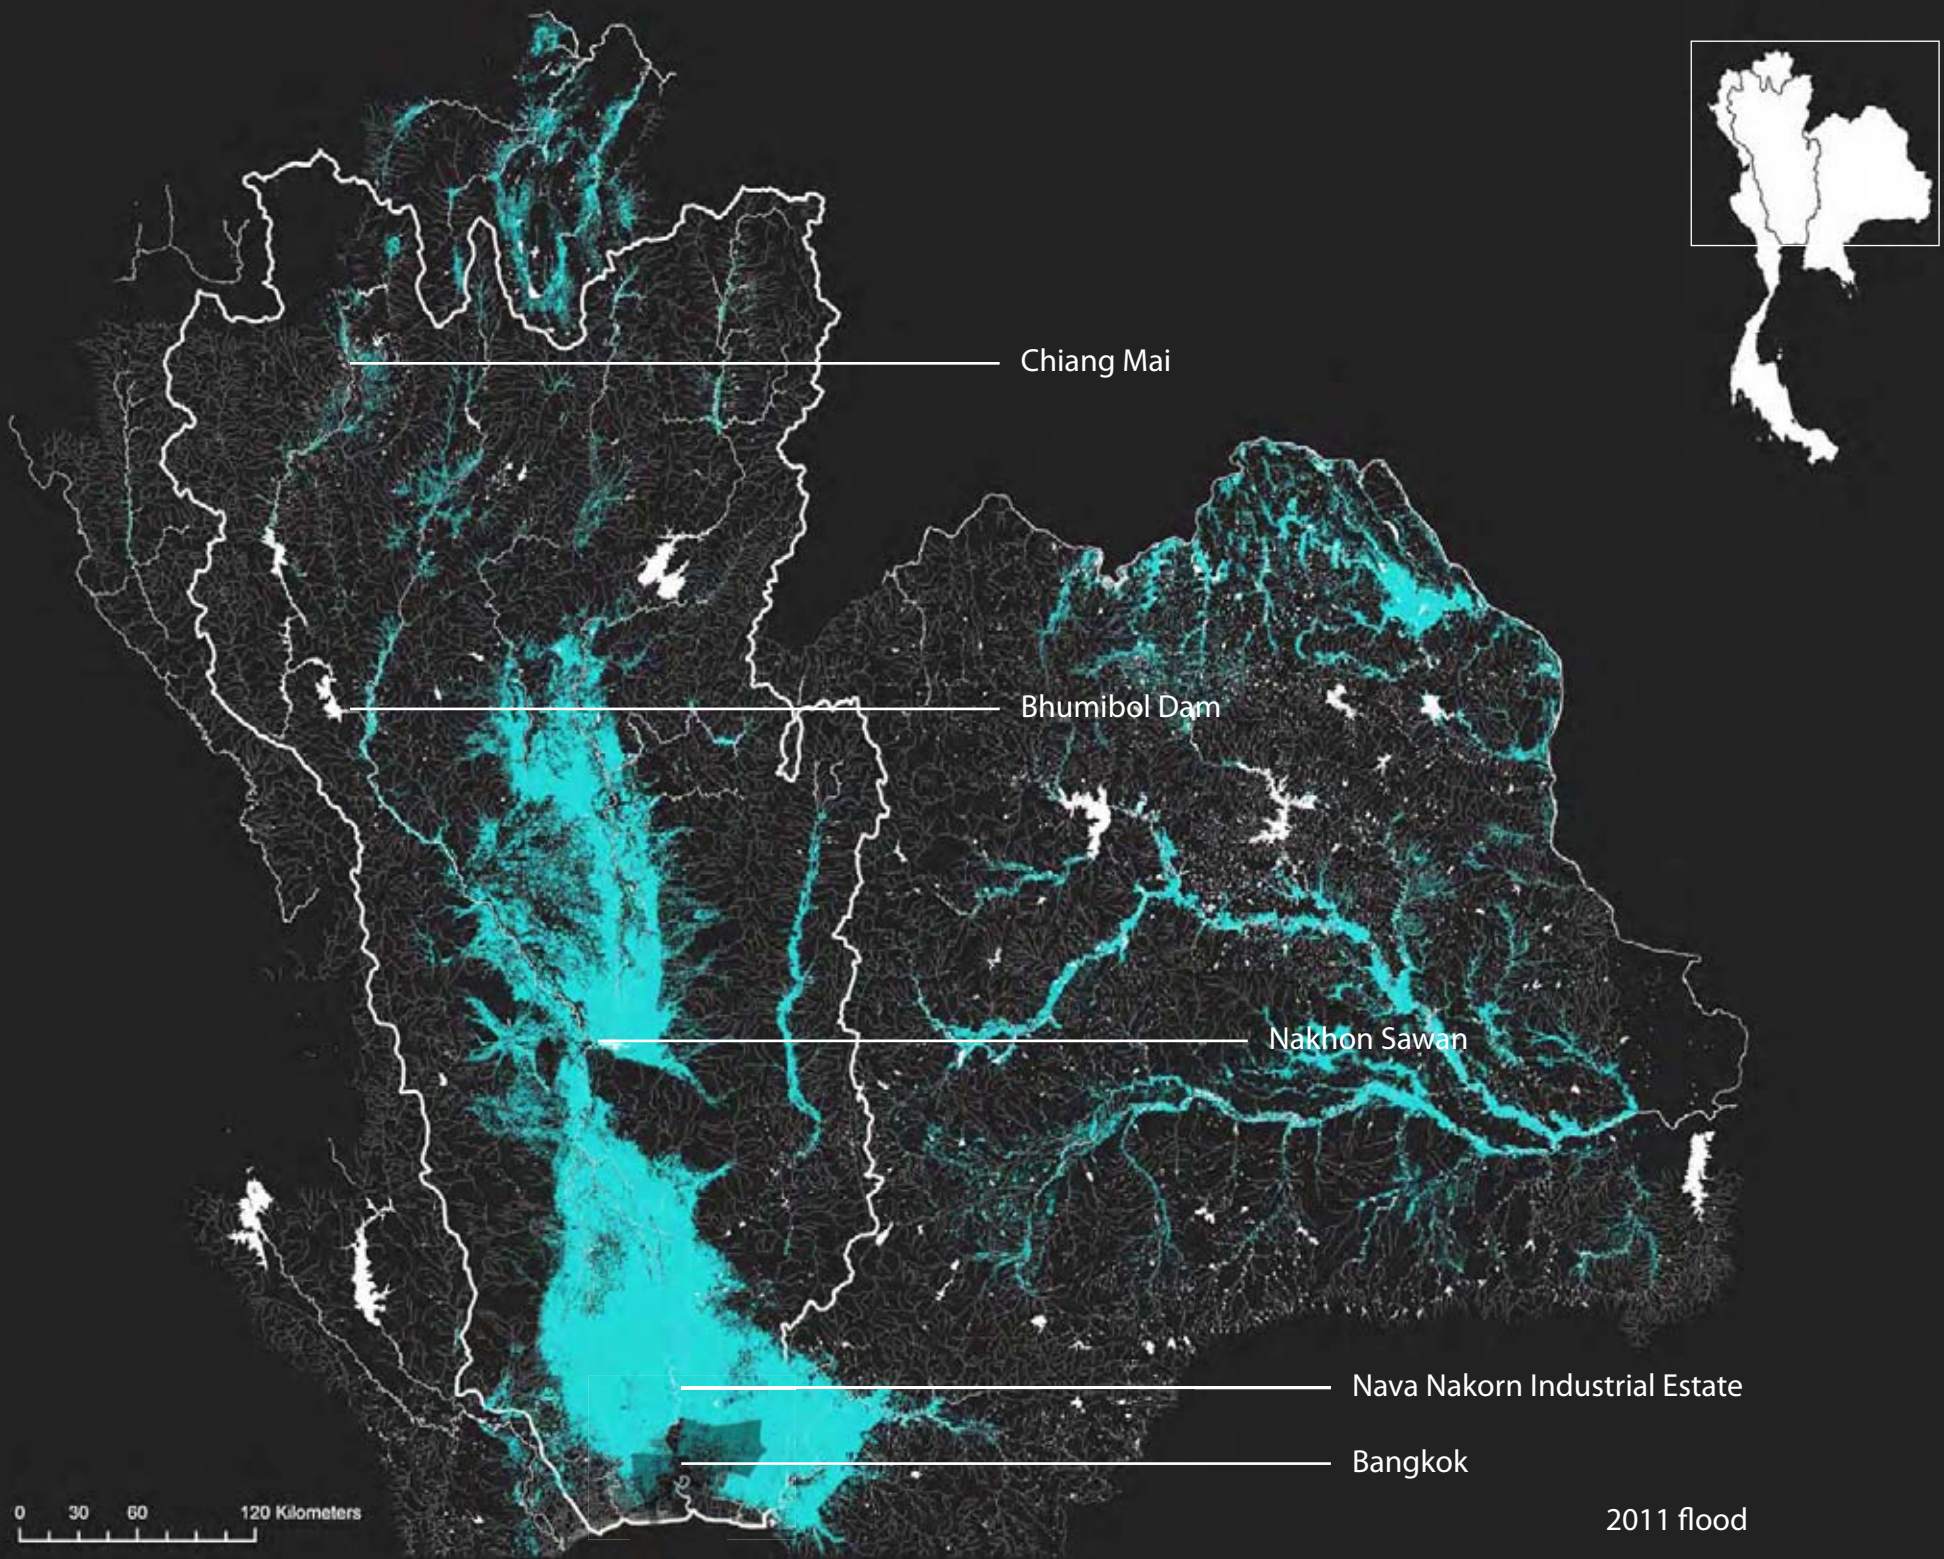 Chiang Mai
Bhumibol Dam
Nakhon Sawan
Nava Nakorn Industrial Estate
Bangkok
0 30 60 120 Kilometers
2011 flood